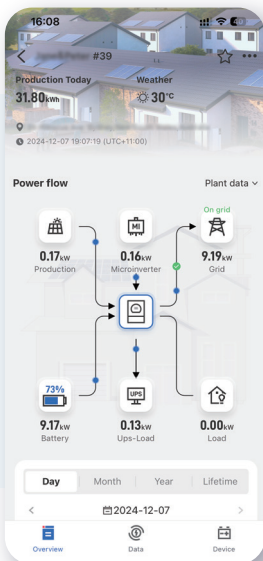 16:08
#39
Production Today
Weather
31.80kwh
30°C
2024-12-07 19:07:19 (UTC+11:00)
Power flow
Plant data
On grid
MI
0.17kw
0.16kw
9.19kw
Production
Microinverter
Grid
73%
UPS
9.17kw
0.13kw
0.00kw
Battery
Ups-Load
Load
Day
Month
Year
Lifetime
2024-12-07
Overview
Data
Device